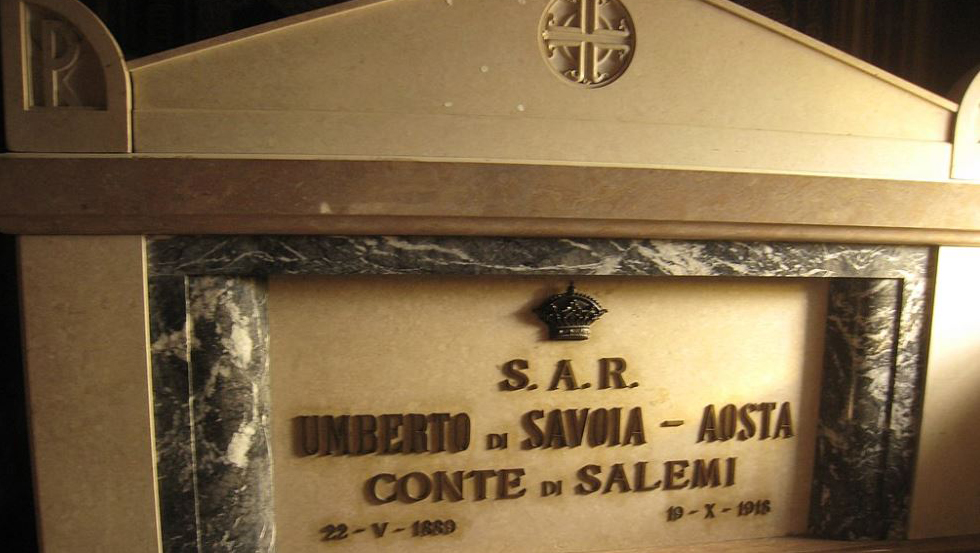 S. A. R.
UMBERTO DI SAVOIA - AOSTA
CONTE DI SALEMI
22 - V - 1889
19 - X - 1918